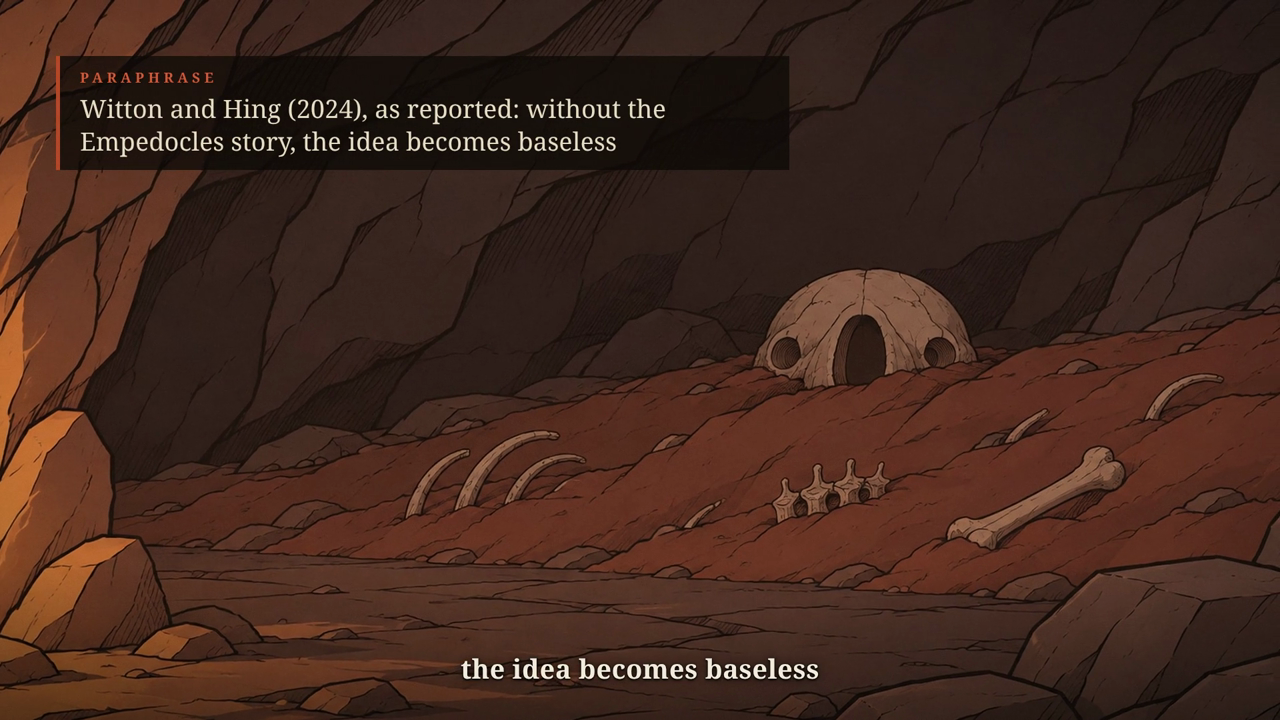 PARAPHRASE
Witton and Hing (2024), as reported: without the
Empedocles story, the idea becomes baseless
the idea becomes baseless